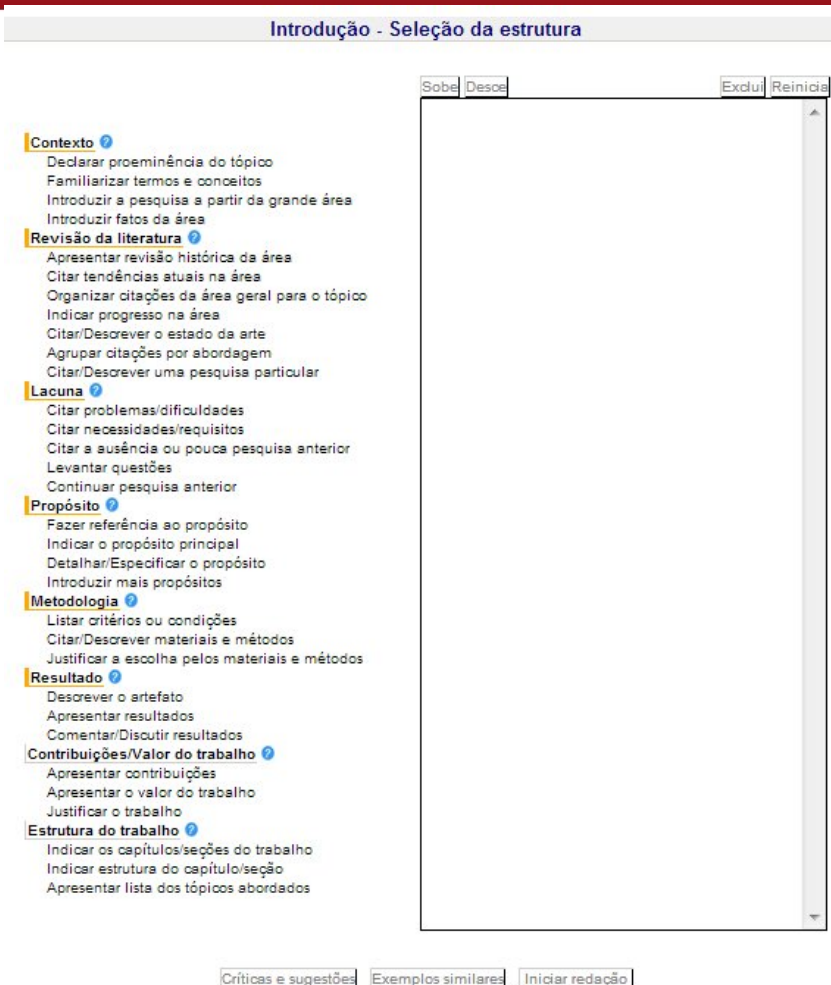 Introdução - Seleção da estrutura
Sobe Desce Exclui Reinicia
Contexto
Declarar proeminência do tópico
Familiarizar termos e conceitos
Introduzir a pesquisa a partir da grande área
Introduzir fatos da área
Revisão da literatura
Apresentar revisão histórica da área
Citar tendências atuais na área
Organizar citações da área geral para o tópico
Indicar progresso na área
Citar/Descrever o estado da arte
Agrupar citações por abordagem
Citar/Descrever uma pesquisa particular
Lacuna
Citar problemas/dificuldades
Citar necessidades/requisitos
Citar a ausência ou pouca pesquisa anterior
Levantar questões
Continuar pesquisa anterior
Propósito
Fazer referência ao propósito
Indicar o propósito principal
Detalhar/Especificar o propósito
Introduzir mais propósitos
Metodologia
Listar critérios ou condições
Citar/Descrever materiais e métodos
Justificar a escolha pelos materiais e métodos
Resultado
Descrever o artefato
Apresentar resultados
Comentar/Discutir resultados
Contribuições/Valor do trabalho
Apresentar contribuições
Apresentar o valor do trabalho
Justificar o trabalho
Estrutura do trabalho
Indicar os capítulos/seções do trabalho
Indicar estrutura do capítulo/seção
Apresentar lista dos tópicos abordados
Críticas e sugestões Exemplos similares Iniciar redação